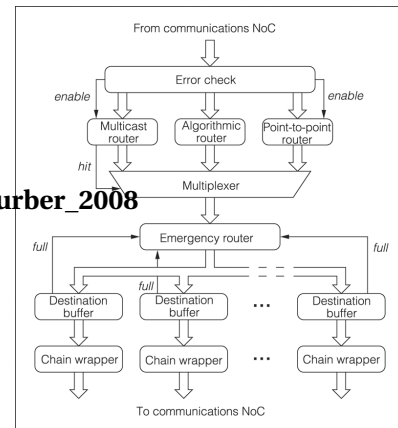 From communications NoC
Error check
enable
enable
Multicast
router
Algorithmic
router
Point-to-point
router
hit
Multiplexer
urber_2008
Emergency router
full
full
full
Destination
buffer
Destination
buffer
...
Destination
buffer
Chain wrapper
Chain wrapper
...
Chain wrapper
To communications NoC